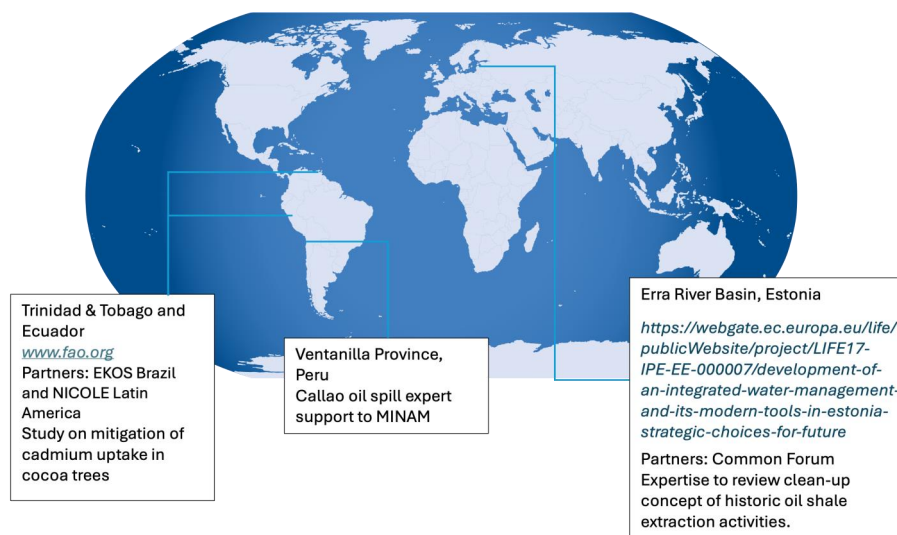 Trinidad & Tobago and
Ecuador
www.fao.org
Partners: EKOS Brazil
and NICOLE Latin
America
Study on mitigation of
cadmium uptake in
cocoa trees
Ventanilla Province,
Peru
Callao oil spill expert
support to MINAM
Erra River Basin, Estonia
https://webgate.ec.europa.eu/life/
publicWebsite/project/LIFE17-
IPE-EE-000007/development-of-
an-integrated-water-management-
and-its-modern-tools-in-estonia-
strategic-choices-for-future
Partners: Common Forum
Expertise to review clean-up
concept of historic oil shale
extraction activities.